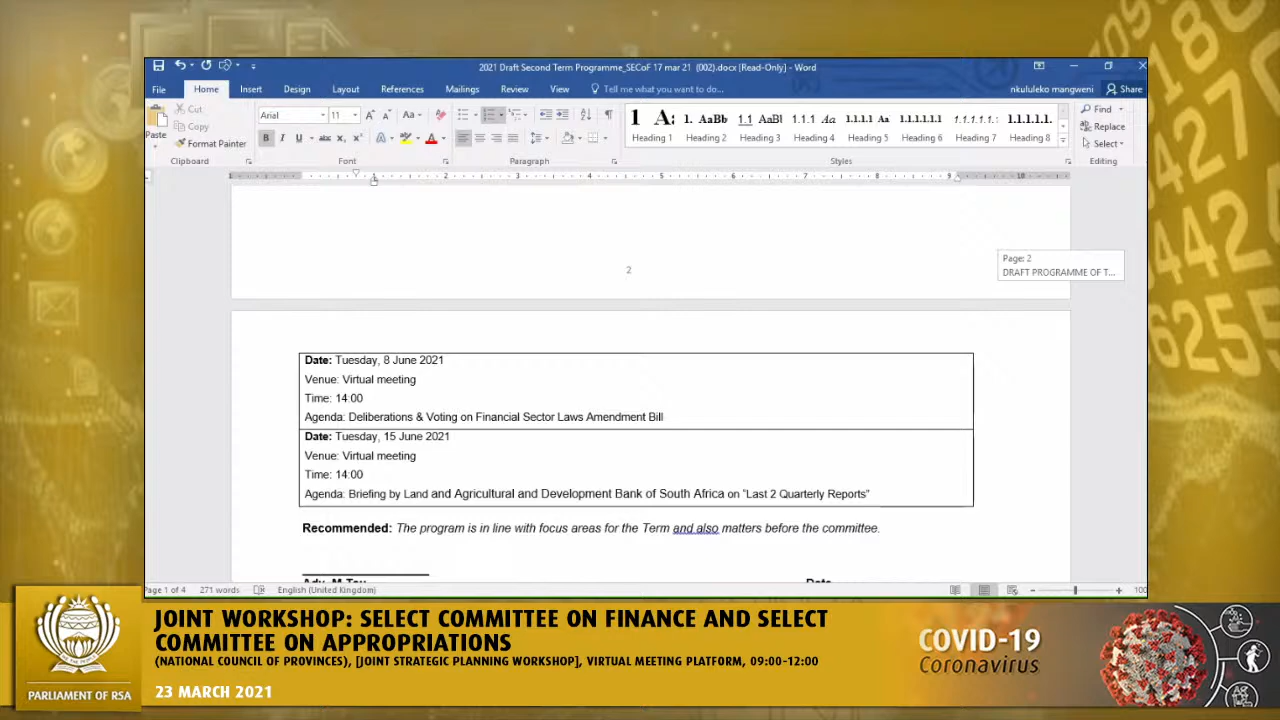 2021 Draft Second Term Programme_SECoF 17 mar 21 (002).docx [Read-Only] - Word
File Home Insert Design Layout References Mailings Review View Tell me what you want to do...
nkululeko mangweni Share
Cut
Copy
Paste
Format Painter
Clipboard
Arial 11
Font
Paragraph
Heading 1 Heading 2 Heading 3 Heading 4 Heading 5 Heading 6 Heading 7 Heading 8
Styles
Find
Replace
Select
Editing
2
Page: 2
DRAFT PROGRAMME OF T...
Date: Tuesday, 8 June 2021
Venue: Virtual meeting
Time: 14:00
Agenda: Deliberations & Voting on Financial Sector Laws Amendment Bill
Date: Tuesday, 15 June 2021
Venue: Virtual meeting
Time: 14:00
Agenda: Briefing by Land and Agricultural and Development Bank of South Africa on "Last 2 Quarterly Reports"
Recommended: The program is in line with focus areas for the Term and also matters before the committee.
Page 1 of 4 271 words English (United Kingdom) 100
JOINT WORKSHOP: SELECT COMMITTEE ON FINANCE AND SELECT
COMMITTEE ON APPROPRIATIONS
(NATIONAL COUNCIL OF PROVINCES), [JOINT STRATEGIC PLANNING WORKSHOP], VIRTUAL MEETING PLATFORM, 09:00-12:00
23 MARCH 2021
PARLIAMENT OF RSA
COVID-19
Coronavirus